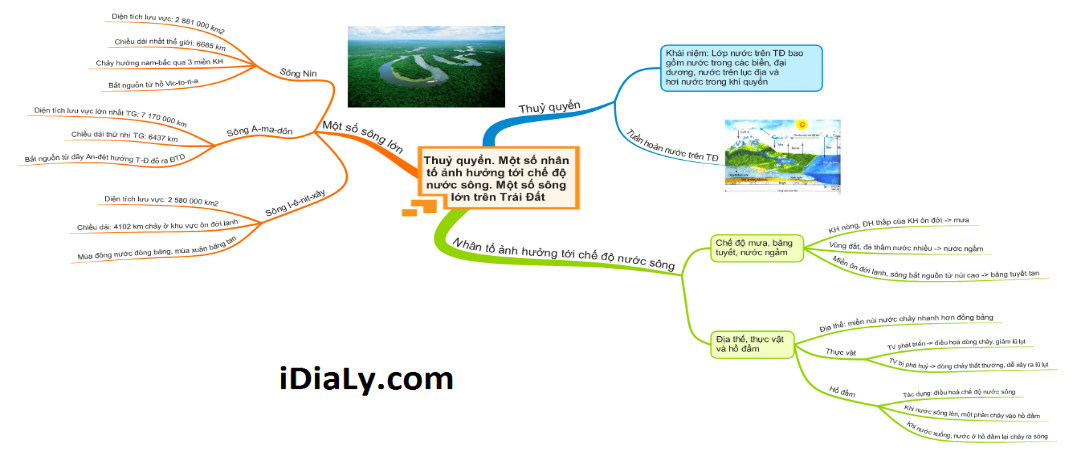 Thuỷ quyển. Một số nhân
tố ảnh hưởng tới chế độ
nước sông. Một số sông
lớn trên Trái Đất
Thuỷ quyển
Khái niệm: Lớp nước trên TĐ bao
gồm nước trong các biển, đại
dương, nước trên lục địa và
hơi nước trong khí quyển
Tuần hoàn nước trên TĐ
Nhân tố ảnh hưởng tới chế độ nước sông
Chế độ mưa, băng
tuyết, nước ngầm
KH nóng, ĐH thấp của KH ôn đới -> mưa
Vùng đất, đá thấm nước nhiều -> nước ngầm
Miền ôn đới lạnh, sông bắt nguồn từ núi cao -> băng tuyết tan
Địa thế, thực vật
và hồ đầm
Địa thế: miền núi nước chảy nhanh hơn đồng bằng
Thực vật
TV phát triển -> điều hoà dòng chảy, giảm lũ lụt
TV bị phá huỷ -> dòng chảy thất thường, dễ xảy ra lũ lụt
Hồ đầm
Tác dụng: điều hoà chế độ nước sông
Khi nước sông lên, một phần chảy vào hồ đầm
Khi nước xuống, nước ở hồ đầm lại chảy ra sông
Một số sông lớn
Sông Nin
Diện tích lưu vực: 2 881 000 km2
Chiều dài nhất thế giới: 6685 km
Chảy hướng nam-bắc qua 3 miền KH
Bắt nguồn từ hồ Vic-to-ri-a
Sông A-ma-dôn
Diện tích lưu vực lớn nhất TG: 7 170 000 km
Chiều dài thứ nhì TG: 6437 km
Bắt nguồn từ dãy An-đét hướng T-Đ đổ ra ĐTD
Sông I-ê-nit-xây
Diện tích lưu vực: 2 580 000 km2
Chiều dài: 4102 km chảy ở khu vực ôn đới lạnh
Mùa đông nước đóng băng, mùa xuân băng tan
iDiaLy.com